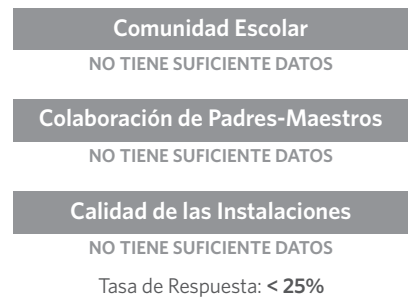 Comunidad Escolar
NO TIENE SUFICIENTE DATOS
Colaboración de Padres-Maestros
NO TIENE SUFICIENTE DATOS
Calidad de las Instalaciones
NO TIENE SUFICIENTE DATOS
Tasa de Respuesta: < 25%